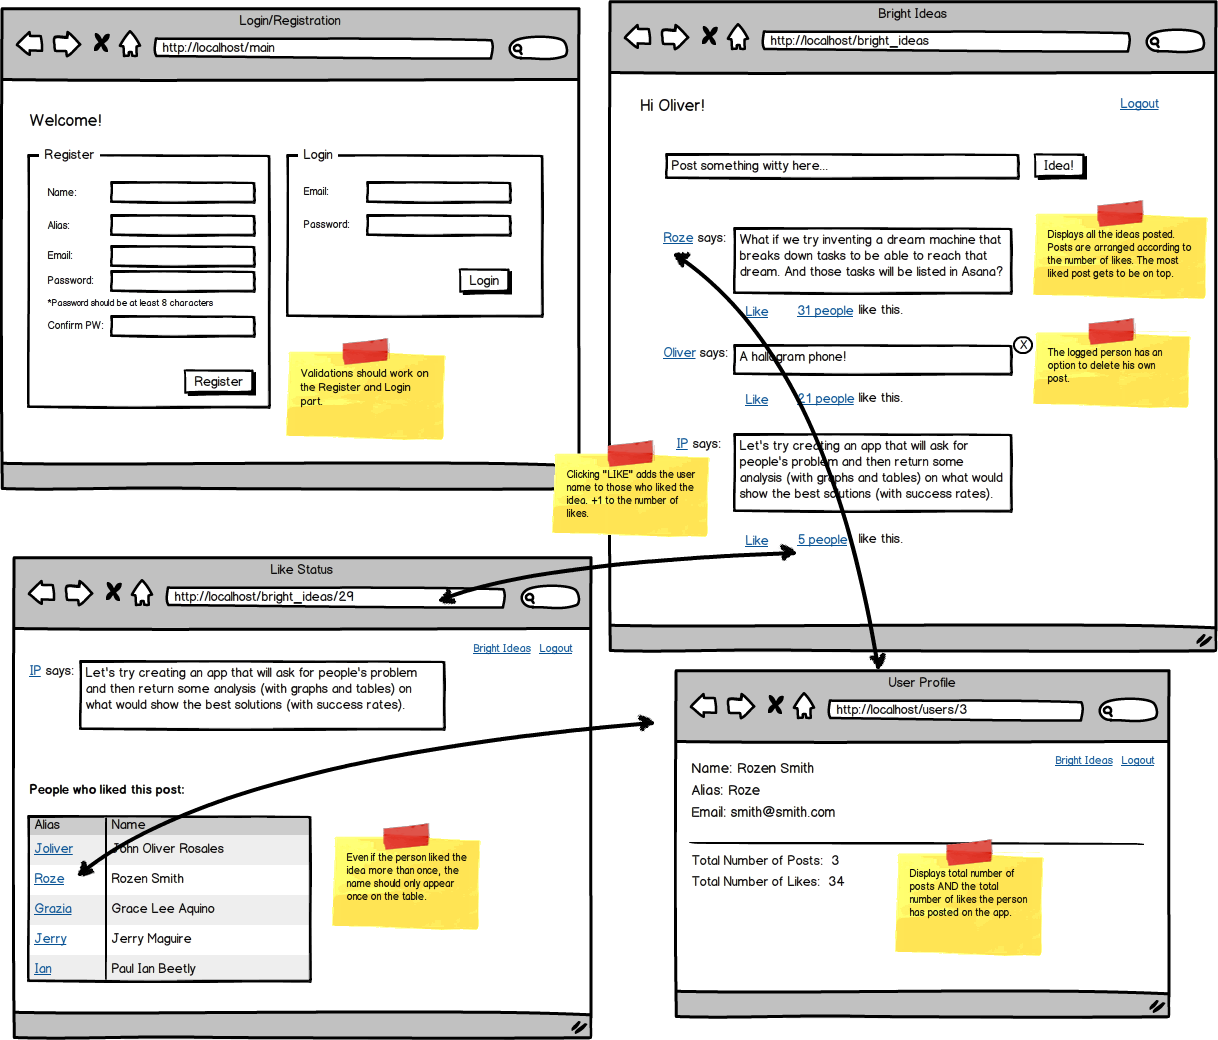 Login/Registration
http://localhost/main
Welcome!
Register
Name:
Alias:
Email:
Password:
*Password should be at least 8 characters
Confirm PW:
Register
Login
Email:
Password:
Login
Validations should work on
the Register and Login
part.
Bright Ideas
http://localhost/bright_ideas
Hi Oliver!
Logout
Post something witty here...
Idea!
Roze says:
What if we try inventing a dream machine that
breaks down tasks to be able to reach that
dream. And those tasks will be listed in Asana?
Like
31 people like this.
Displays all the ideas posted.
Posts are arranged according to
the number of likes. The most
liked post gets to be on top.
Oliver says:
A hallogram phone!
X
Like
21 people like this.
The logged person has an
option to delete his own
post.
IP says:
Let's try creating an app that will ask for
people's problem and then return some
analysis (with graphs and tables) on what would
show the best solutions (with success rates).
Like
5 people like this.
Clicking "LIKE" adds the user
name to those who liked the
idea. +1 to the number of
likes.
Like Status
http://localhost/bright_ideas/29
Bright Ideas
Logout
IP says:
Let's try creating an app that will ask for people's problem
and then return some analysis (with graphs and tables) on
what would show the best solutions (with success rates).
People who liked this post:
Alias Name
Joliver John Oliver Rosales
Roze Rozen Smith
Grazia Grace Lee Aquino
Jerry Jerry Maguire
Ian Paul Ian Beetly
Even if the person liked the
idea more than once, the
name should only appear
once on the table.
User Profile
http://localhost/users/3
Bright Ideas
Logout
Name: Rozen Smith
Alias: Roze
Email: smith@smith.com
Total Number of Posts: 3
Total Number of Likes: 34
Displays total number of
posts AND the total
number of likes the person
has posted on the app.